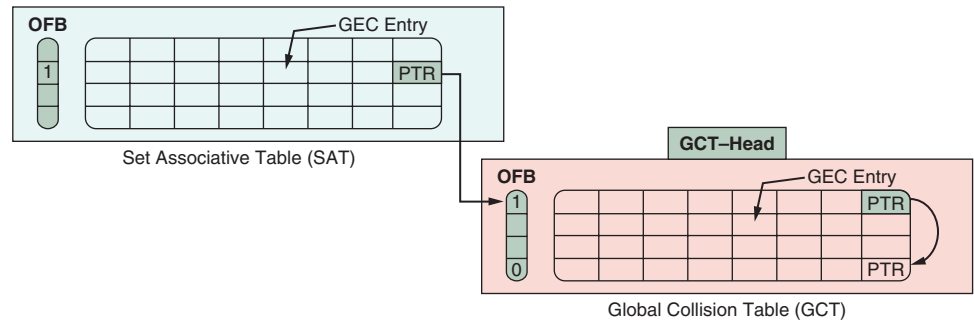 OFB
GEC Entry
1
PTR
Set Associative Table (SAT)
GCT–Head
OFB
GEC Entry
1
PTR
0
PTR
Global Collision Table (GCT)